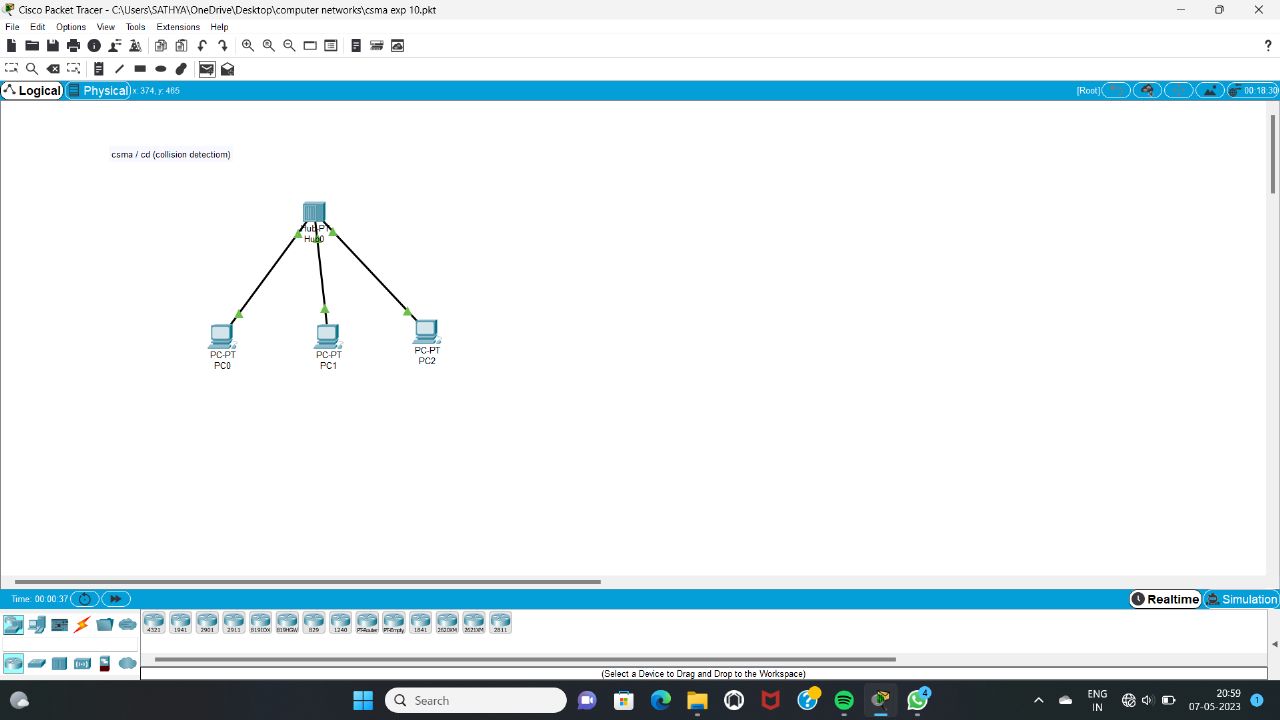 Cisco Packet Tracer - C:\Users\SATHYA\OneDrive\Desktop\computer networks\csma exp 10.pkt
File Edit Options View Tools Extensions Help
?
Logical Physical x: 374, y: 465 [Root] 00:18:30
csma / cd (collision detectiom)
Hub-PT
Hub0
PC-PT
PC0
PC-PT
PC1
PC-PT
PC2
Time: 00:00:37 Realtime Simulation
4321 1941 2901 2911 819IOX 819HGW 829 1240 PT-Router PT-Empty 1841 2620XM 2621XM 2811
(Select a Device to Drag and Drop to the Workspace)
Search
4
ENG
IN
20:59
07-05-2023
1